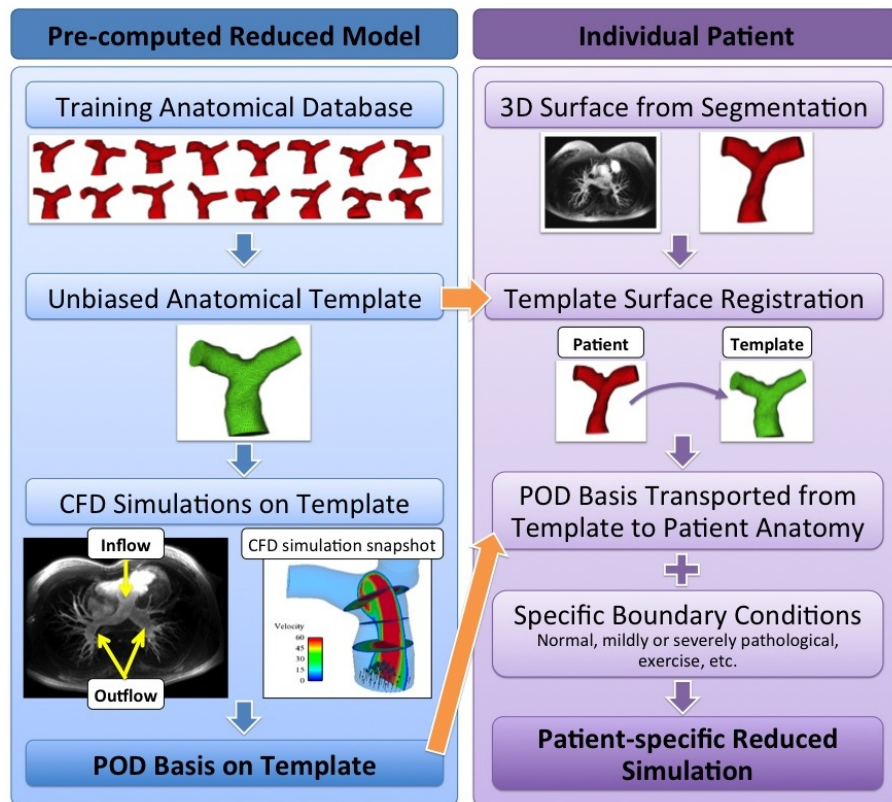 Pre-computed Reduced Model
Training Anatomical Database
Unbiased Anatomical Template
CFD Simulations on Template
Inflow
Outflow
CFD simulation snapshot
Velocity
60
45
30
15
0
POD Basis on Template
Individual Patient
3D Surface from Segmentation
Template Surface Registration
Patient
Template
POD Basis Transported from
Template to Patient Anatomy
Specific Boundary Conditions
Normal, mildly or severely pathological,
exercise, etc.
Patient-specific Reduced
Simulation